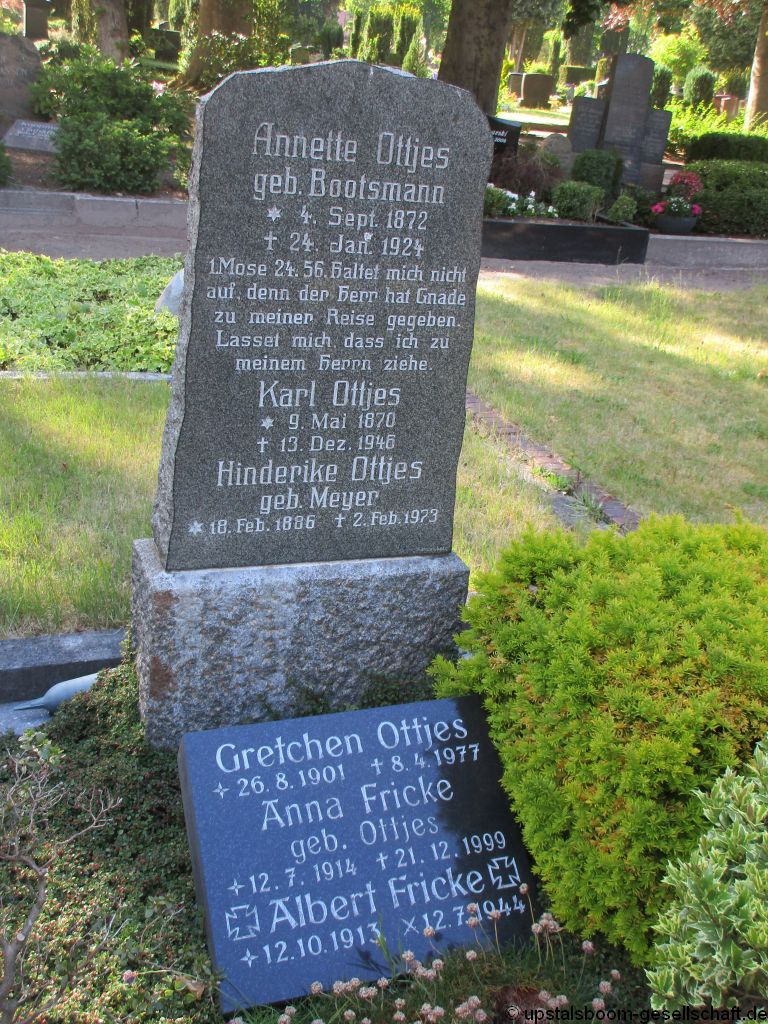 Annette Ottjes
geb. Bootsmann
* 4. Sept. 1872
✝ 24. Jan. 1924
1.Mose 24. 56. Haltet mich nicht
auf, denn der Herr hat Gnade
zu meiner Reise gegeben.
Lasset mich, dass ich zu
meinem Herrn ziehe.
Karl Ottjes
* 9. Mai 1870
✝ 13. Dez. 1946
Hinderike Ottjes
geb. Meyer
* 18. Feb. 1886 ✝ 2. Feb. 1973
Gretchen Ottjes
* 26.8.1901 ✝ 8.4.1977
Anna Fricke
geb. Ottjes
* 12.7.1914 ✝ 21.12.1999
Albert Fricke
* 12.10.1913 × 12.7.1944
© upstalsboom-gesellschaft.de